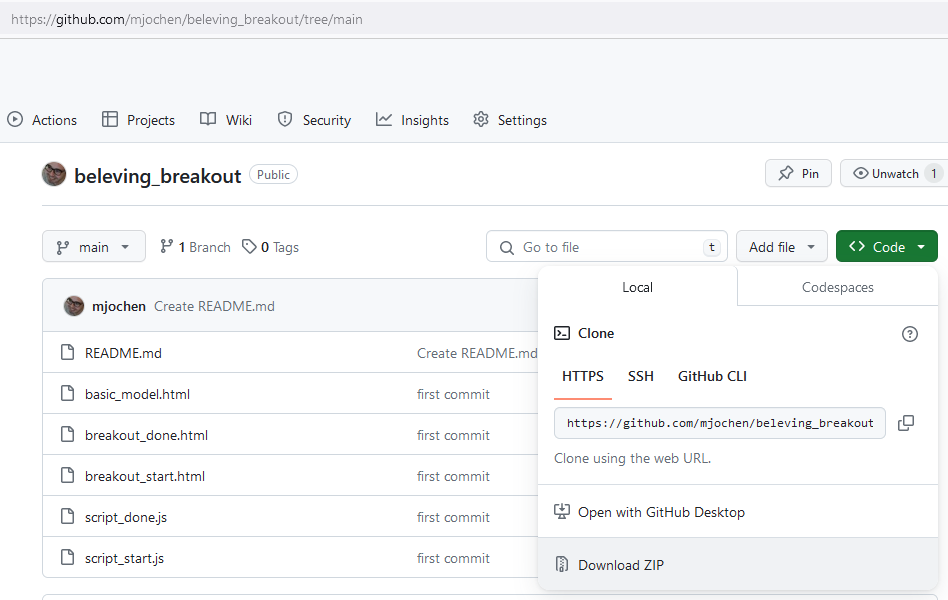 https://github.com/mjochen/beleving_breakout/tree/main
Actions Projects Wiki Security Insights Settings
beleving_breakout Public Pin Unwatch 1
main 1 Branch 0 Tags Go to file t Add file Code
Local Codespaces
mjochen Create README.md
Clone
README.md Create README.md
HTTPS SSH GitHub CLI
basic_model.html first commit
https://github.com/mjochen/beleving_breakout
breakout_done.html first commit
Clone using the web URL.
breakout_start.html first commit
script_done.js first commit
Open with GitHub Desktop
script_start.js first commit
Download ZIP